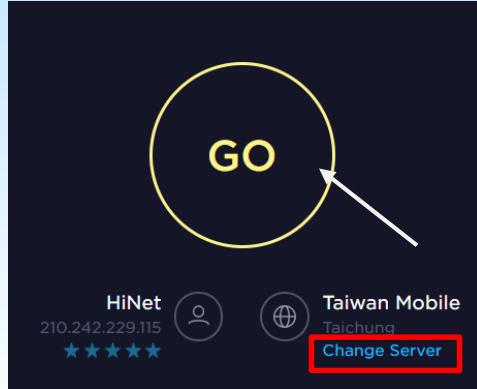 GO
HiNet
210.242.229.115
Taiwan Mobile
Taichung
Change Server